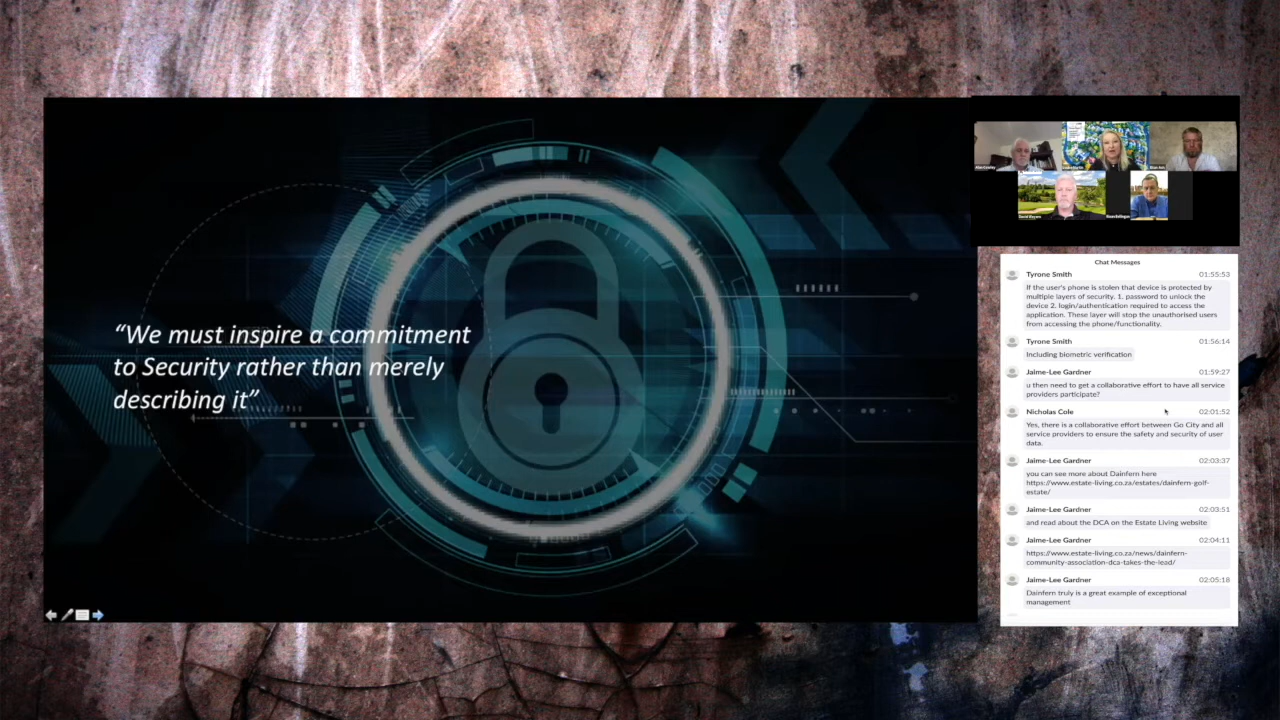 “We must inspire a commitment
to Security rather than merely
describing it”
Chat Messages
Tyrone Smith 01:55:53
If the user's phone is stolen that device is protected by
multiple layers of security. 1. password to unlock the
device 2. login/authentication required to access the
application. These layer will stop the unauthorised users
from accessing the phone/functionality.
Tyrone Smith 01:56:14
Including biometric verification
Jaime-Lee Gardner 01:59:27
u then need to get a collaborative effort to have all service
providers participate?
Nicholas Cole 02:01:52
Yes, there is a collaborative effort between Go City and all
service providers to ensure the safety and security of user
data.
Jaime-Lee Gardner 02:03:37
you can see more about Dainfern here
https://www.estate-living.co.za/estates/dainfern-golf-
estate/
Jaime-Lee Gardner 02:03:51
and read about the DCA on the Estate Living website
Jaime-Lee Gardner 02:04:11
https://www.estate-living.co.za/news/dainfern-
community-association-dca-takes-the-lead/
Jaime-Lee Gardner 02:05:18
Dainfern truly is a great example of exceptional
management